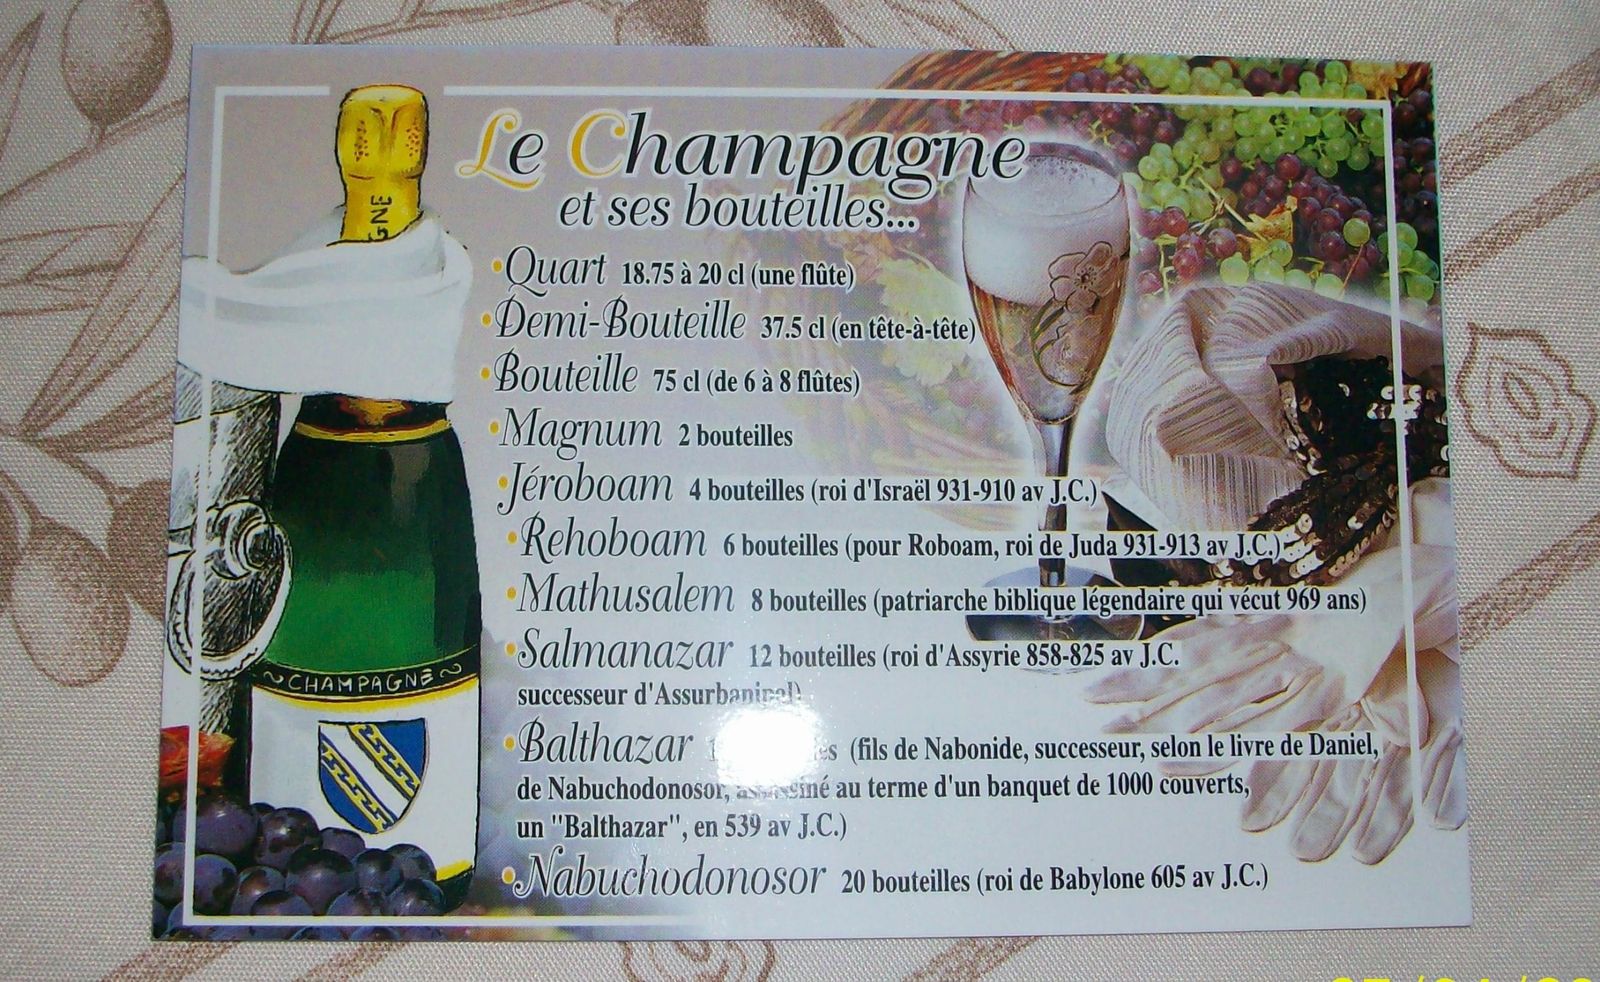 Le Champagne
et ses bouteilles...
GNE
•Quart 18.75 à 20 cl (une flûte)
•Demi-Bouteille 37.5 cl (en tête-à-tête)
•Bouteille 75 cl (de 6 à 8 flûtes)
•Magnum 2 bouteilles
•Jéroboam 4 bouteilles (roi d'Israël 931-910 av J.C.)
•Rehoboam 6 bouteilles (pour Roboam, roi de Juda 931-913 av J.C.)
•Mathusalem 8 bouteilles (patriarche biblique légendaire qui vécut 969 ans)
•Salmanazar 12 bouteilles (roi d'Assyrie 858-825 av J.C.
successeur d'Assurbanipal)
•Balthazar (fils de Nabonide, successeur, selon le livre de Daniel,
de Nabuchodonosor, assassiné au terme d'un banquet de 1000 couverts,
un "Balthazar", en 539 av J.C.)
•Nabuchodonosor 20 bouteilles (roi de Babylone 605 av J.C.)
~CHAMPAGNE~